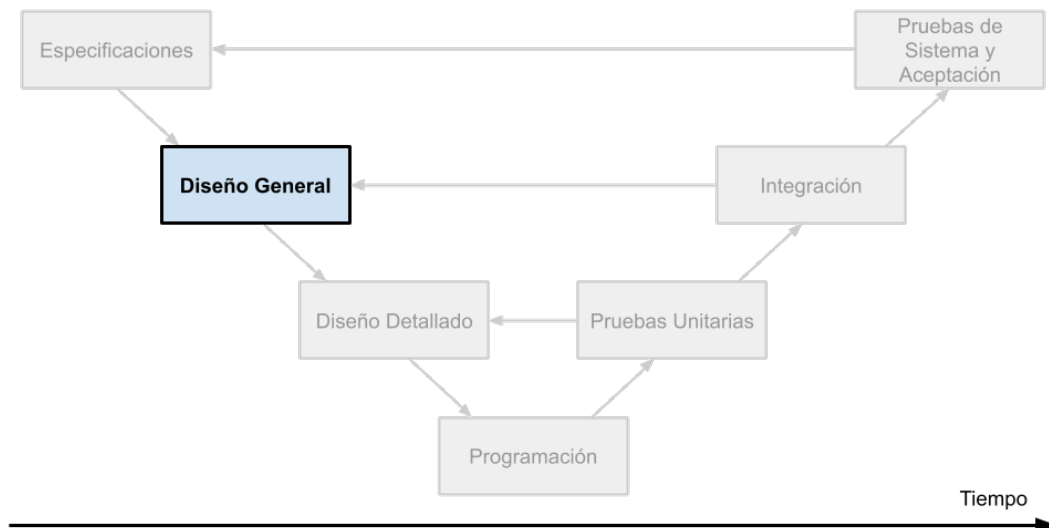 Especificaciones
Pruebas de
Sistema y
Aceptación
Diseño General
Integración
Diseño Detallado
Pruebas Unitarias
Programación
Tiempo